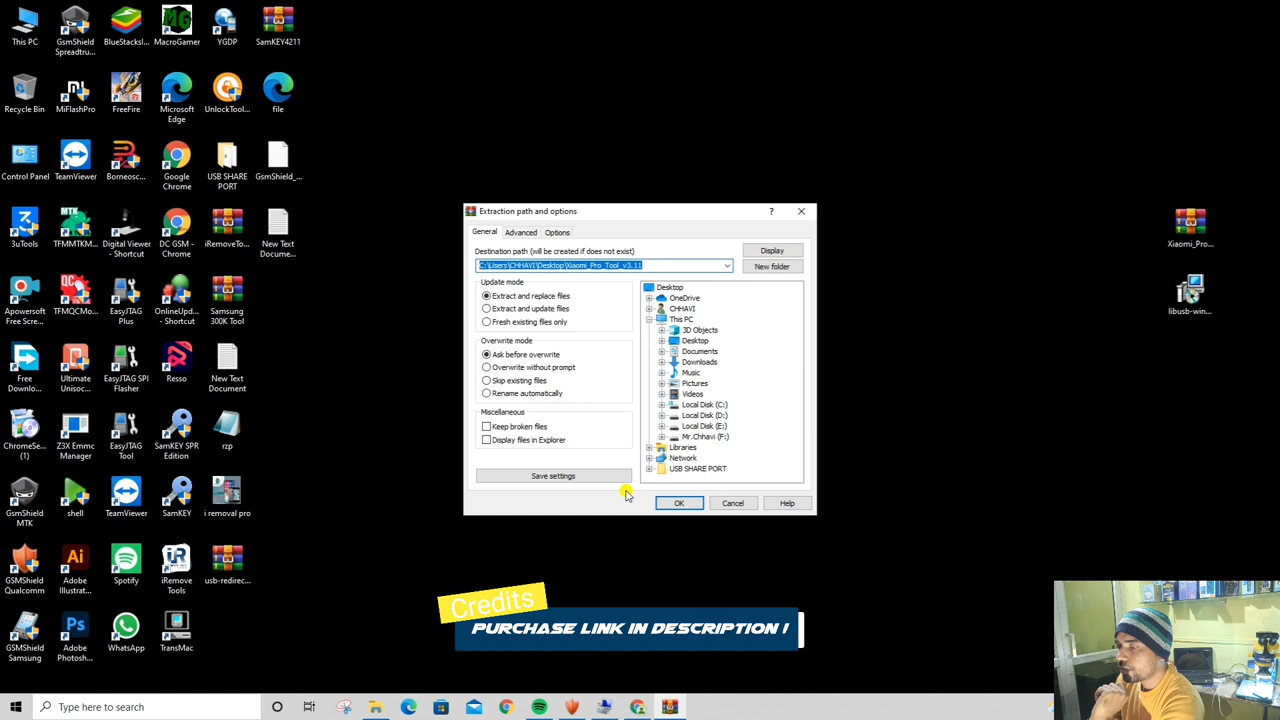 This PC
GsmShield Spreadtru...
BlueStacksI...
MacroGamer
YGDP
SamKEY4211
Recycle Bin
MiFlashPro
FreeFire
Microsoft Edge
UnlockTool...
file
Control Panel
TeamViewer
Borneosc...
Google Chrome
USB SHARE PORT
GsmShield_...
3uTools
TFMMTKM...
Digital Viewer - Shortcut
DC GSM - Chrome
iRemoveTo...
New Text Docume...
Apowersoft Free Scre...
TFMQCMo...
EasyJTAG Plus
OnlineUpd... - Shortcut
Samsung 300K Tool
Free Downlo...
Ultimate Unisoc...
EasyJTAG SPI Flasher
Resso
New Text Document
ChromeSe... (1)
Z3X Emmc Manager
EasyJTAG Tool
SamKEY SPR Edition
rzp
GsmShield MTK
shell
TeamViewer
SamKEY
i removal pro
GSMShield Qualcomm
Adobe Illustrat...
Spotify
iRemove Tools
usb-redirec...
GSMShield Samsung
Adobe Photosh...
WhatsApp
TransMac
Xiaomi_Pro...
libusb-win...
Extraction path and options
?
General
Advanced
Options
Destination path (will be created if does not exist)
Display
C:\Users\CHHAVI\Desktop\Xiaomi_Pro_Tool_v3.11
New folder
Update mode
Extract and replace files
Extract and update files
Fresh existing files only
Overwrite mode
Ask before overwrite
Overwrite without prompt
Skip existing files
Rename automatically
Miscellaneous
Keep broken files
Display files in Explorer
Save settings
Desktop
OneDrive
CHHAVI
This PC
3D Objects
Desktop
Documents
Downloads
Music
Pictures
Videos
Local Disk (C:)
Local Disk (D:)
Local Disk (E:)
Mr.Chhavi (F:)
Libraries
Network
USB SHARE PORT
OK
Cancel
Help
Credits
PURCHASE LINK IN DESCRIPTION !
Type here to search